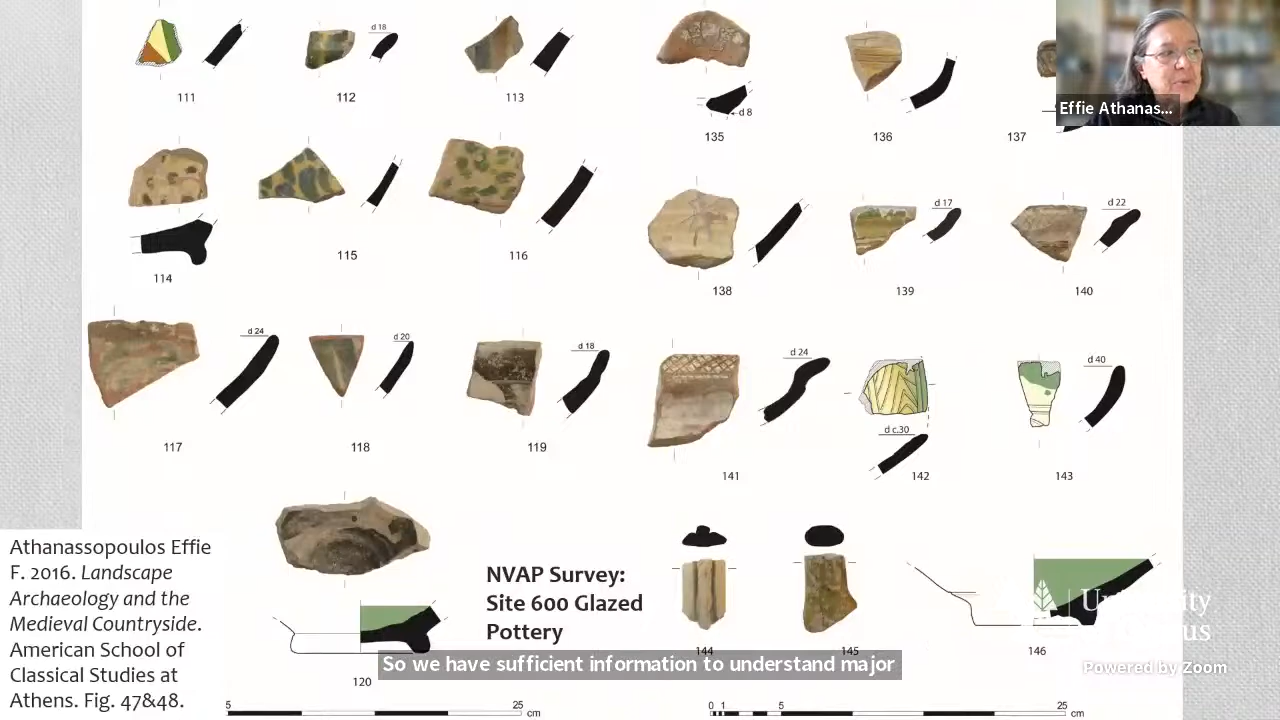 d 18
111
112
113
d 8
135
136
137
Effie Athanas...
114
115
116
d 17
d 22
138
139
140
d 24
d 20
d 18
117
118
119
d 24
d c.30
d 40
141
142
143
Athanassopoulos Effie
F. 2016. Landscape
Archaeology and the
Medieval Countryside.
American School of
Classical Studies at
Athens. Fig. 47&48.
NVAP Survey:
Site 600 Glazed
Pottery
120
144
145
146
So we have sufficient information to understand major
Powered by Zoom
5 25 cm
0 1 5 25 cm